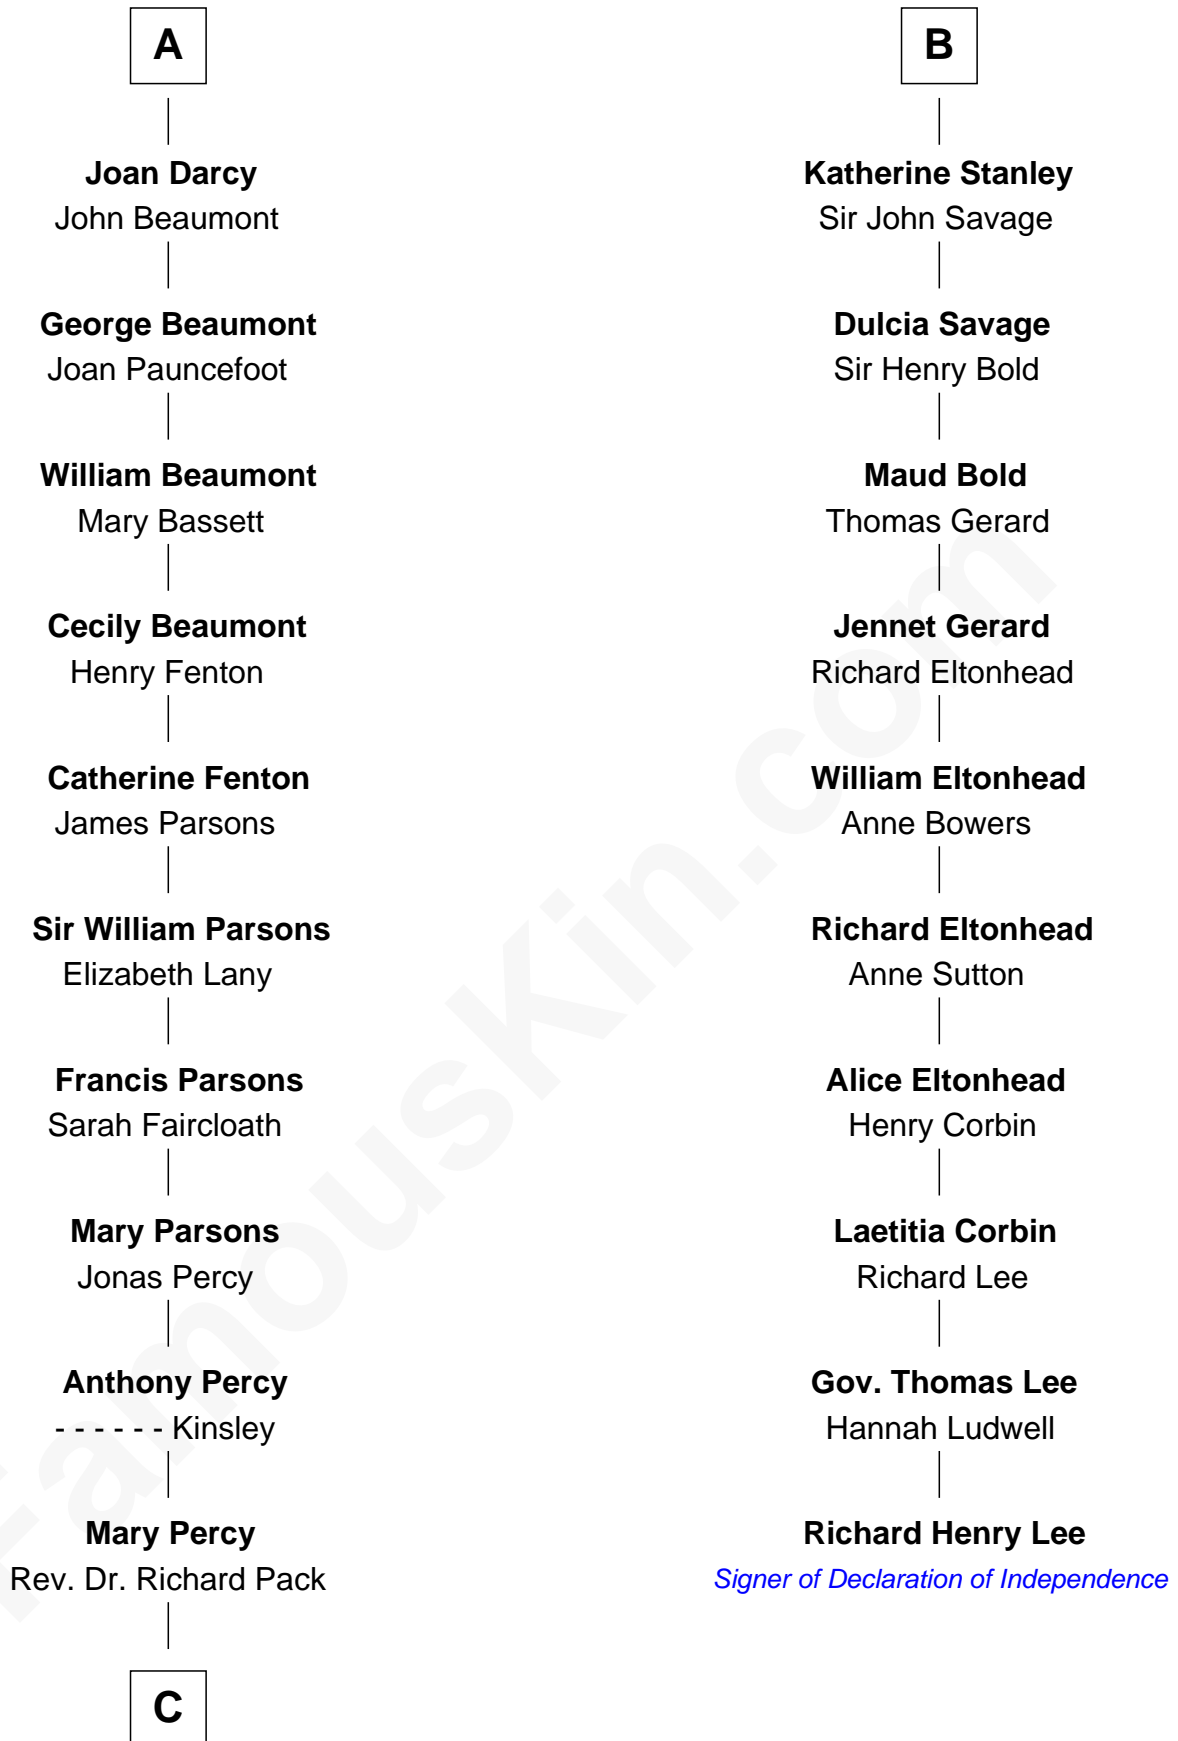 A
Joan Darcy
John Beaumont
George Beaumont
Joan Pauncefoot
William Beaumont
Mary Bassett
Cecily Beaumont
Henry Fenton
Catherine Fenton
James Parsons
Sir William Parsons
Elizabeth Lany
Francis Parsons
Sarah Faircloath
Mary Parsons
Jonas Percy
Anthony Percy
- - - - - - Kinsley
Mary Percy
Rev. Dr. Richard Pack
C
B
Katherine Stanley
Sir John Savage
Dulcia Savage
Sir Henry Bold
Maud Bold
Thomas Gerard
Jennet Gerard
Richard Eltonhead
William Eltonhead
Anne Bowers
Richard Eltonhead
Anne Sutton
Alice Eltonhead
Henry Corbin
Laetitia Corbin
Richard Lee
Gov. Thomas Lee
Hannah Ludwell
Richard Henry Lee
Signer of Declaration of Independence
FamousKin.com